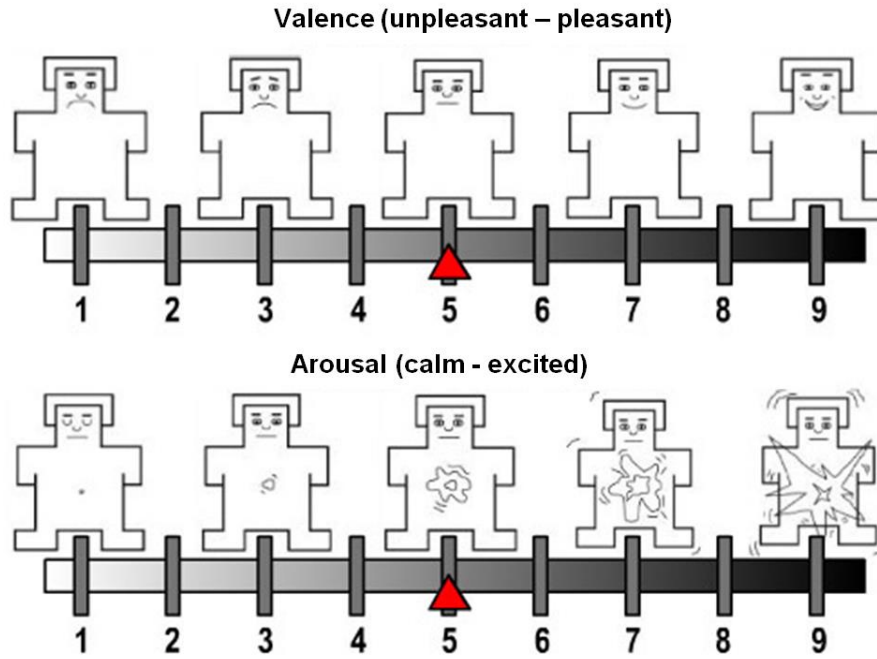 Valence (unpleasant – pleasant)
1 2 3 4 5 6 7 8 9
Arousal (calm - excited)
1 2 3 4 5 6 7 8 9